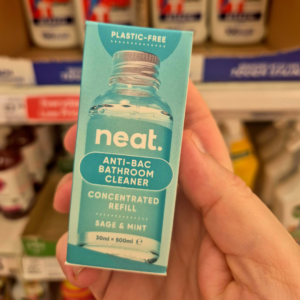 PLASTIC-FREE
neat.
ANTI-BAC
BATHROOM
CLEANER
CONCENTRATED
REFILL
SAGE & MINT
30ml = 500ml ℮